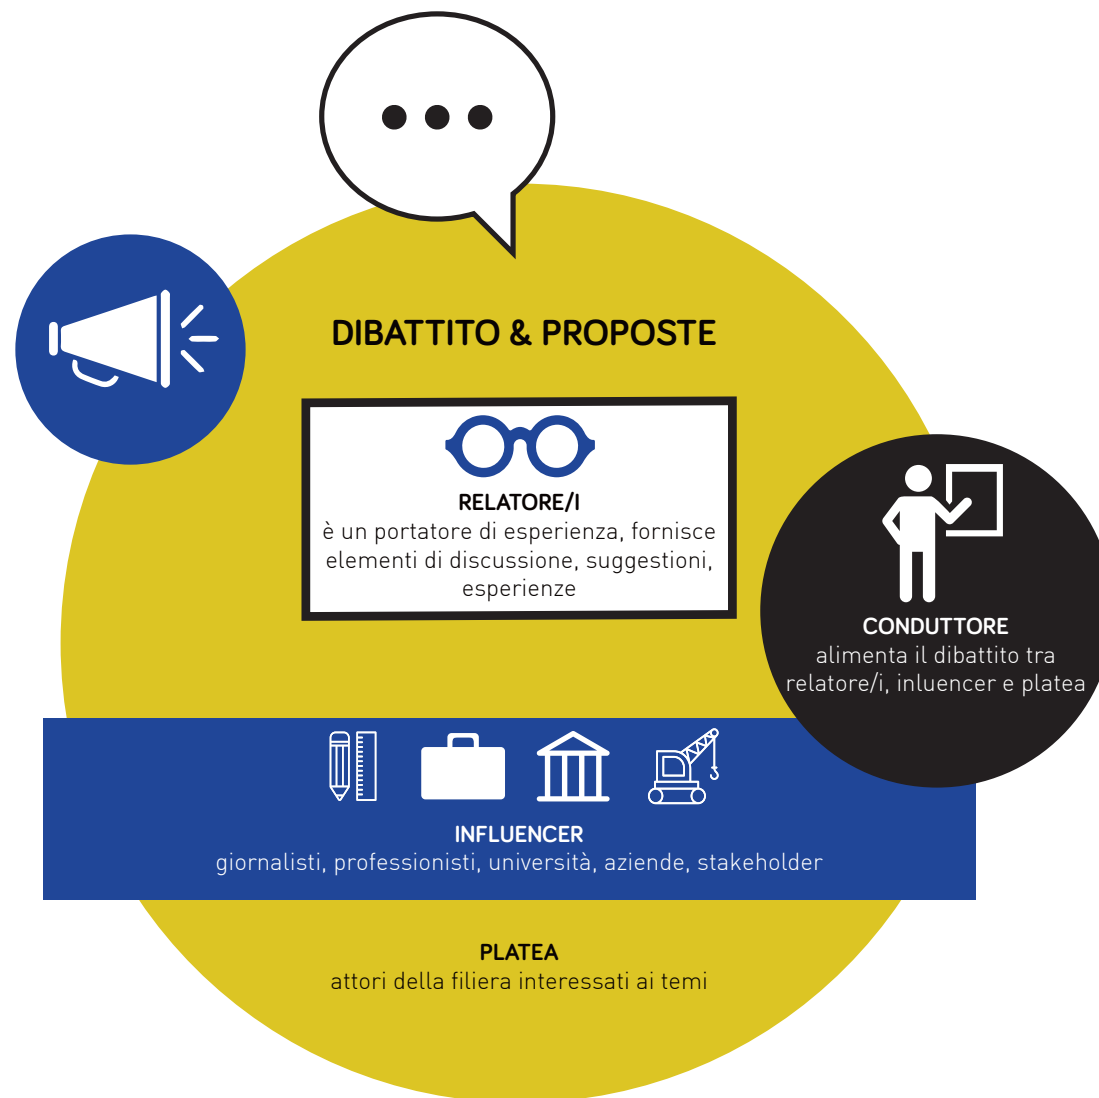 DIBATTITO & PROPOSTE
RELATORE/I
è un portatore di esperienza, fornisce
elementi di discussione, suggestioni,
esperienze
CONDUTTORE
alimenta il dibattito tra
relatore/i, inluencer e platea
INFLUENCER
giornalisti, professionisti, università, aziende, stakeholder
PLATEA
attori della filiera interessati ai temi